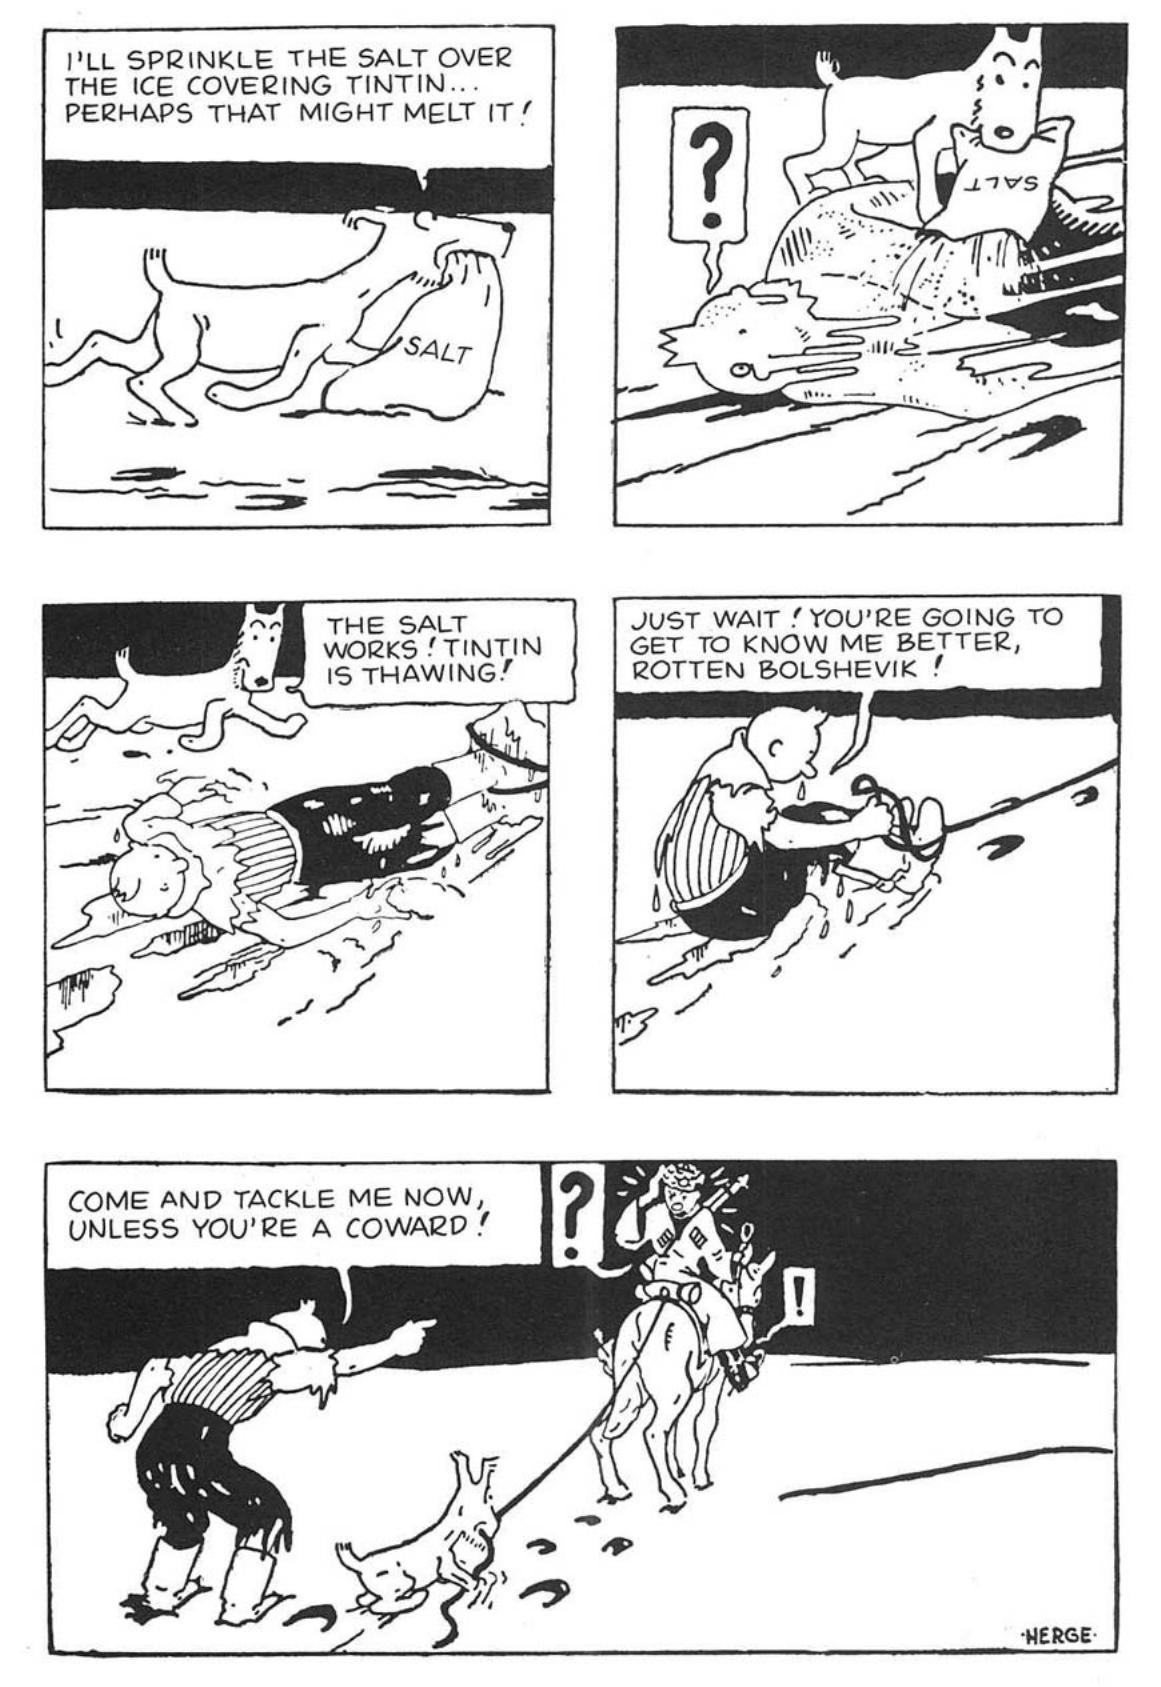 I'LL SPRINKLE THE SALT OVER
THE ICE COVERING TINTIN...
PERHAPS THAT MIGHT MELT IT!
SALT
?
SALT
THE SALT
WORKS! TINTIN
IS THAWING!
JUST WAIT! YOU'RE GOING TO
GET TO KNOW ME BETTER,
ROTTEN BOLSHEVIK!
COME AND TACKLE ME NOW,
UNLESS YOU'RE A COWARD!
?
!
·HERGE·